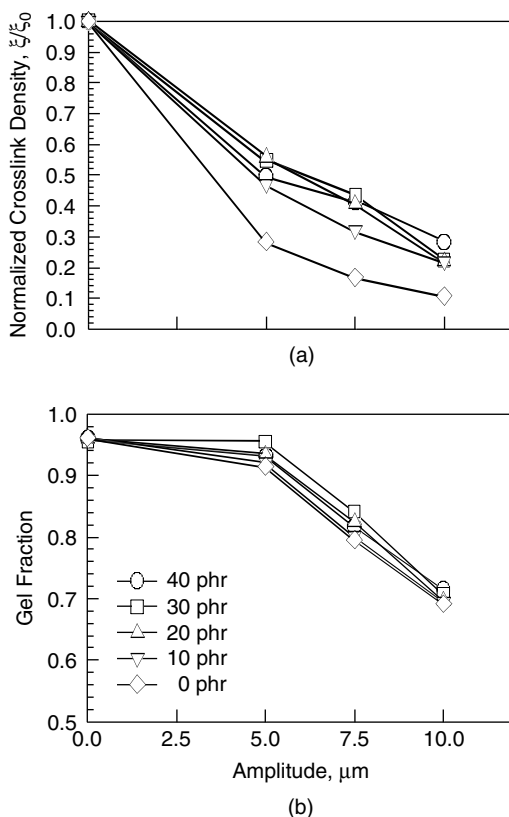 Normalized Crosslink Density, ξ/ξ0
1.0
0.9
0.8
0.7
0.6
0.5
0.4
0.3
0.2
0.1
0.0
(a)
Gel Fraction
1.0
0.9
0.8
0.7
0.6
0.5
40 phr
30 phr
20 phr
10 phr
0 phr
0.0 2.5 5.0 7.5 10.0
Amplitude, μm
(b)